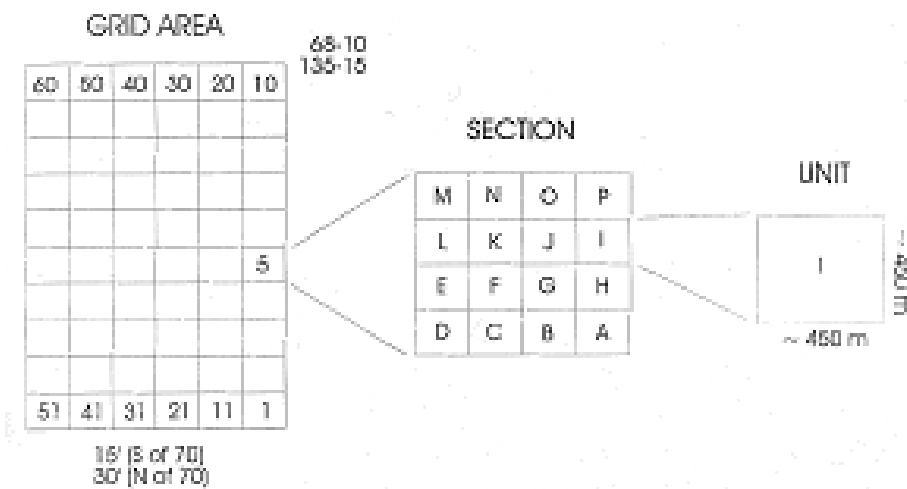 GRID AREA
68-10
135-15
60 50 40 30 20 10
5
51 41 31 21 11 1
15' (S of 70)
30' (N of 70)
SECTION
M N O P
L K J I
E F G H
D C B A
UNIT
I
~ 450 m
~ 450 m